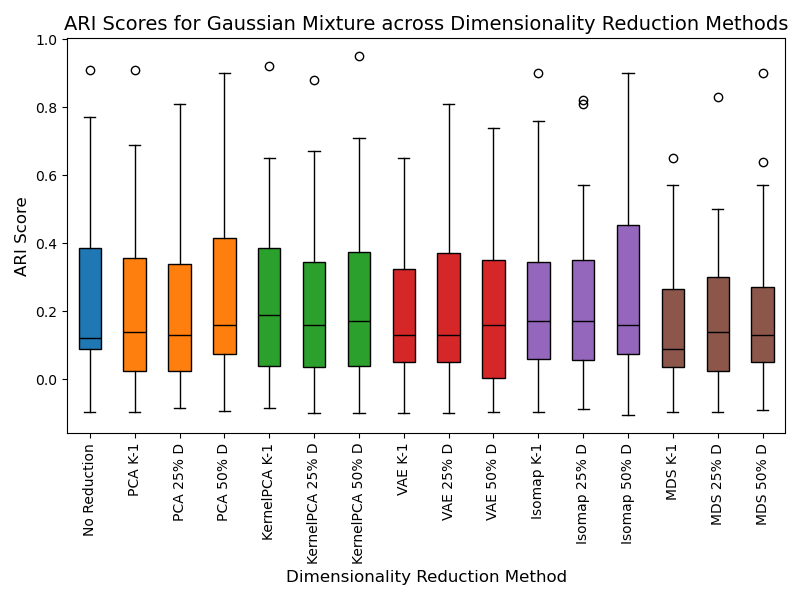 ARI Scores for Gaussian Mixture across Dimensionality Reduction Methods
ARI Score
1.0
0.8
0.6
0.4
0.2
0.0
No Reduction
PCA K-1
PCA 25% D
PCA 50% D
KernelPCA K-1
KernelPCA 25% D
KernelPCA 50% D
VAE K-1
VAE 25% D
VAE 50% D
Isomap K-1
Isomap 25% D
Isomap 50% D
MDS K-1
MDS 25% D
MDS 50% D
Dimensionality Reduction Method